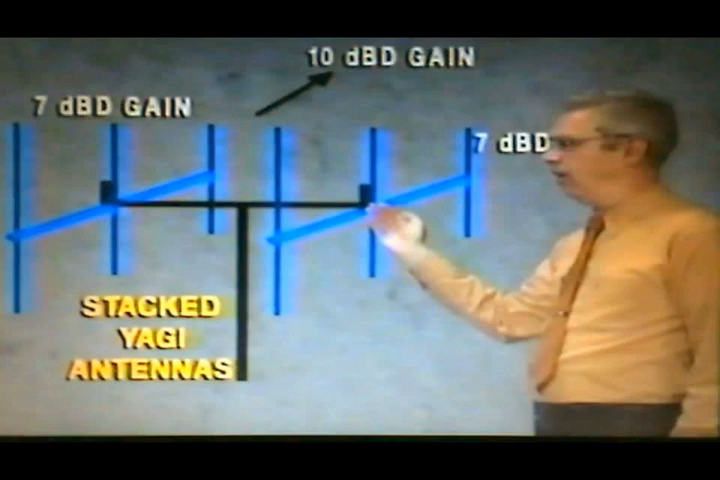 10 dBD GAIN
7 dBD GAIN
7 dBD
STACKED
YAGI
ANTENNAS